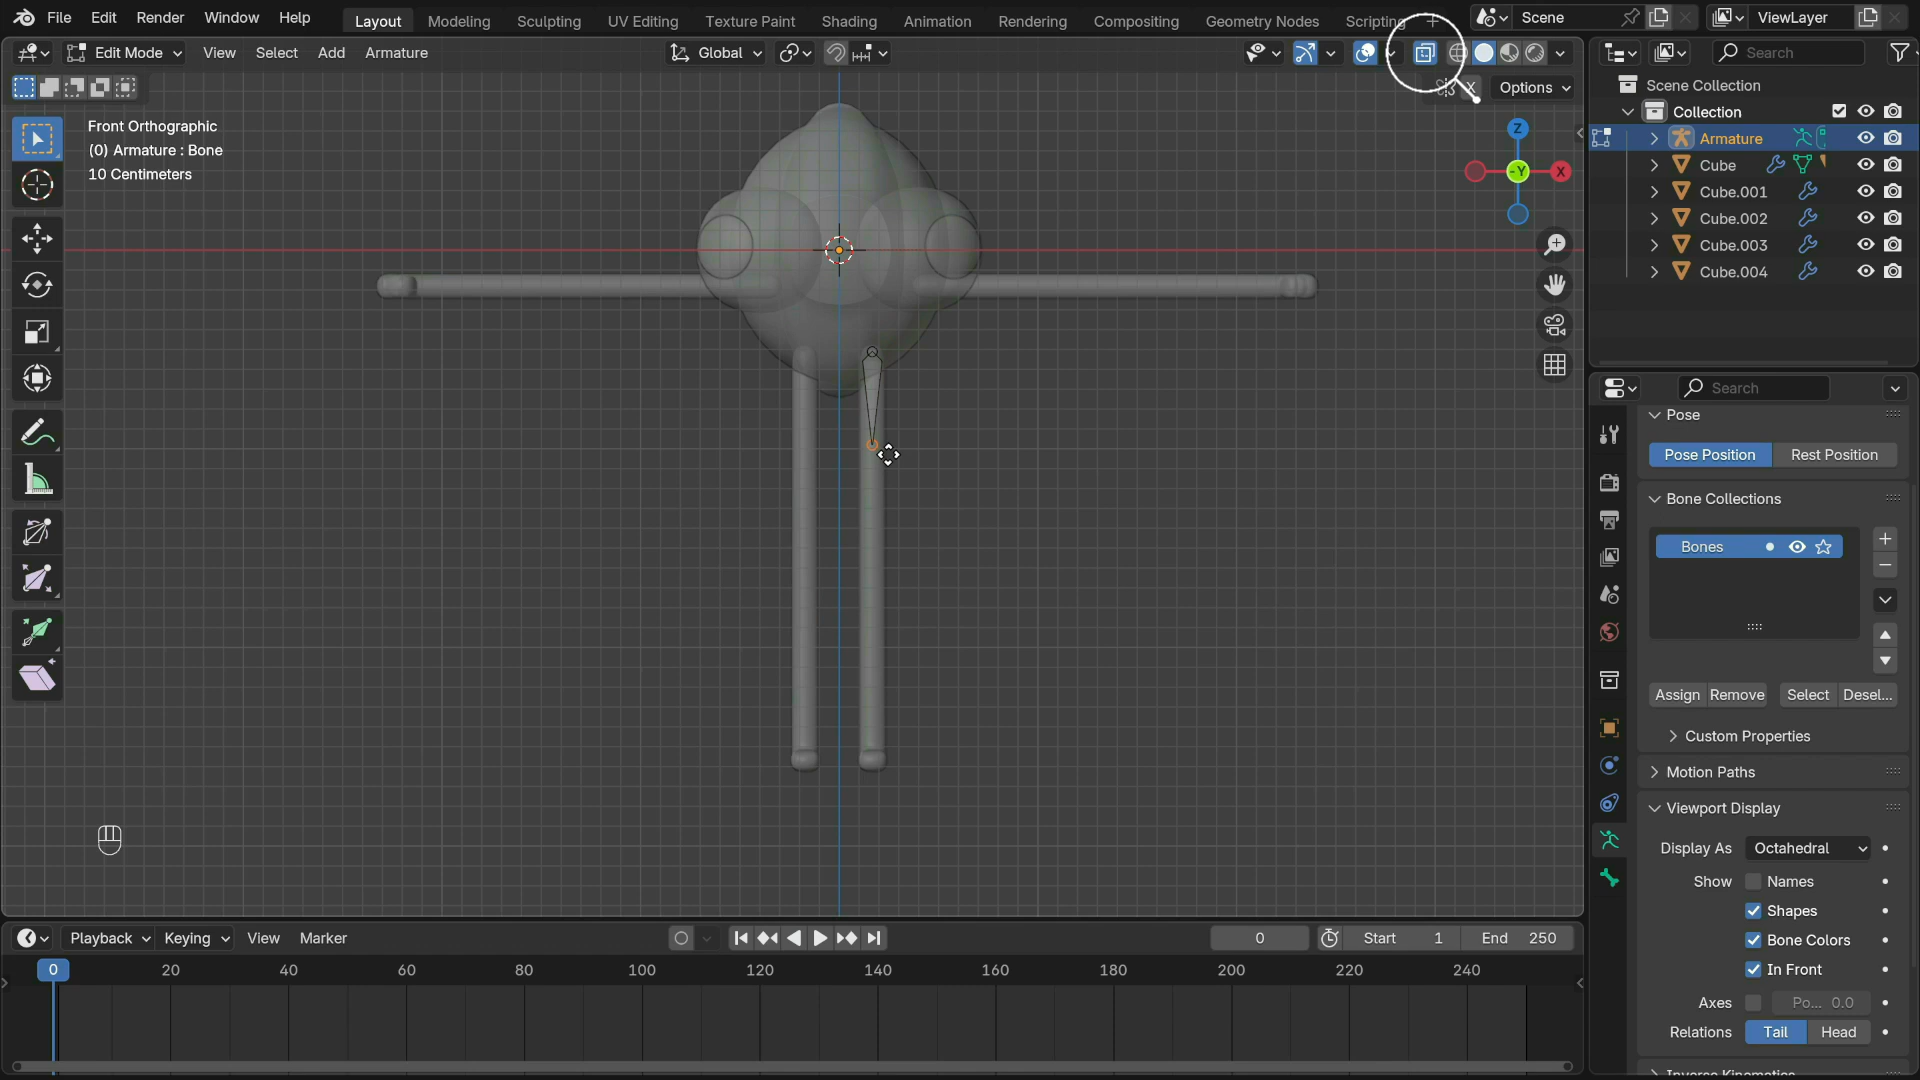 File Edit Render Window Help Layout Modeling Sculpting UV Editing Texture Paint Shading Animation Rendering Compositing Geometry Nodes Scripting + Scene ViewLayer
Edit Mode View Select Add Armature Global Search
X Options
Front Orthographic
(0) Armature : Bone
10 Centimeters
Z
X
-Y
Scene Collection
Collection
Armature
Cube
Cube.001
Cube.002
Cube.003
Cube.004
Search
Pose
Pose Position Rest Position
Bone Collections
Bones
Assign Remove Select Desel...
Custom Properties
Motion Paths
Viewport Display
Display As Octahedral
Show Names
Shapes
Bone Colors
In Front
Axes Po... 0.0
Relations Tail Head
Playback Keying View Marker 0 Start 1 End 250
0 20 40 60 80 100 120 140 160 180 200 220 240